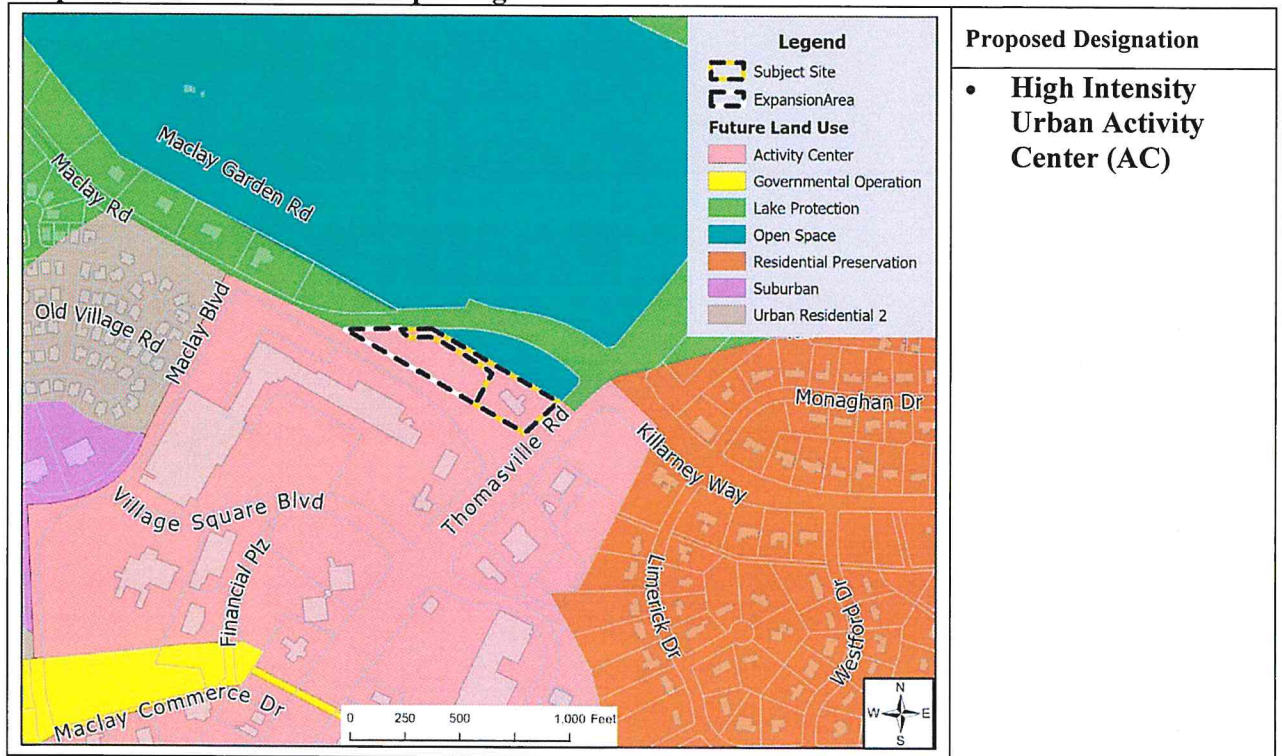 Legend
Subject Site
ExpansionArea
Future Land Use
Activity Center
Governmental Operation
Lake Protection
Open Space
Residential Preservation
Suburban
Urban Residential 2
Maclay Garden Rd
Maclay Rd
Old Village Rd
Maclay Blvd
Monaghan Dr
Killarney Way
Thomasville Rd
Village Square Blvd
Financial Plz
Limerick Dr
Westford Dr
Maclay Commerce Dr
0 250 500 1,000 Feet
N
W E
S
Proposed Designation
• High Intensity
Urban Activity
Center (AC)